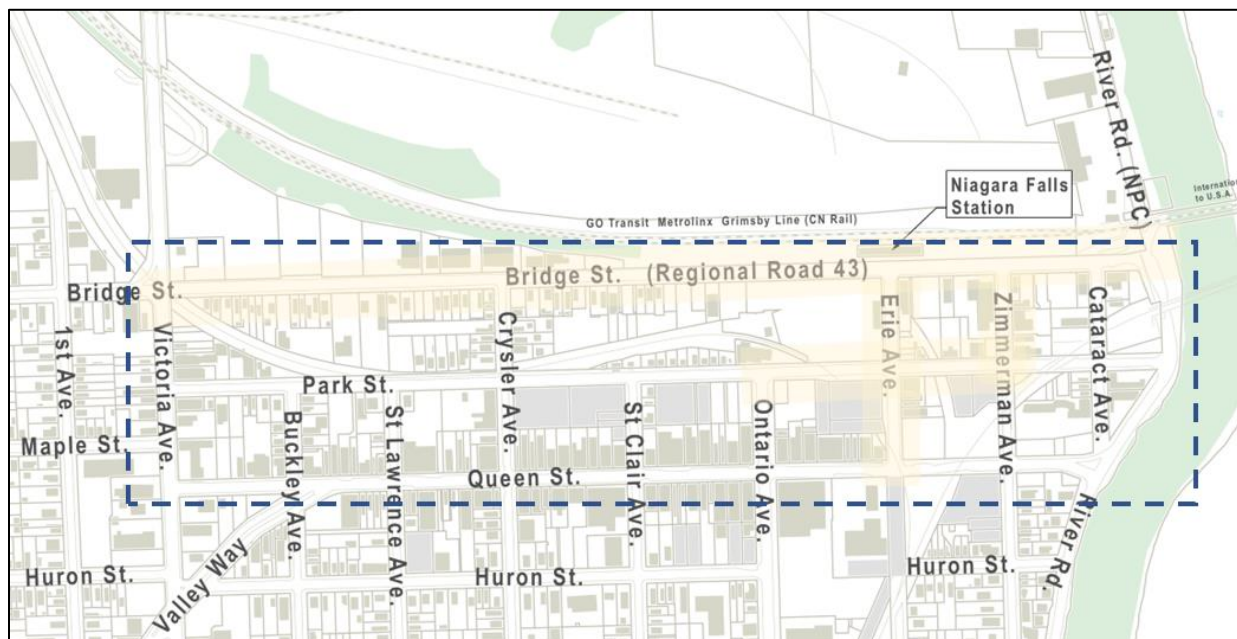 River Rd. (NPC)
Niagara Falls
Station
Internation
to U.S.A
GO Transit Metrolinx Grimsby Line (CN Rail)
Bridge St. (Regional Road 43)
Bridge St.
1st Ave.
Victoria Ave.
Crysler Ave.
Erie Ave.
Zimmerman Ave.
Cataract Ave.
Park St.
Buckley Ave.
St Lawrence Ave.
St Clair Ave.
Ontario Ave.
Maple St.
Queen St.
River Rd.
Valley Way
Huron St.
Huron St.
Huron St.